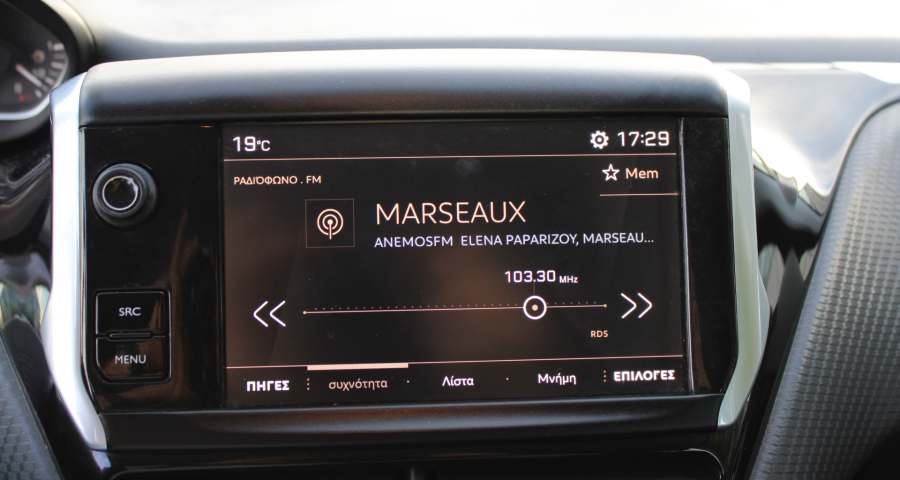 19°C 17:29
ΡΑΔΙΌΦΩΝΟ . FM
Mem
MARSEAUX
ANEMOSFM ELENA PAPARIZOY, MARSEAU...
103.30 MHz
SRC
RDS
MENU
ΠΗΓΕΣ συχνότητα Λίστα Μνήμη ΕΠΙΛΟΓΕΣ